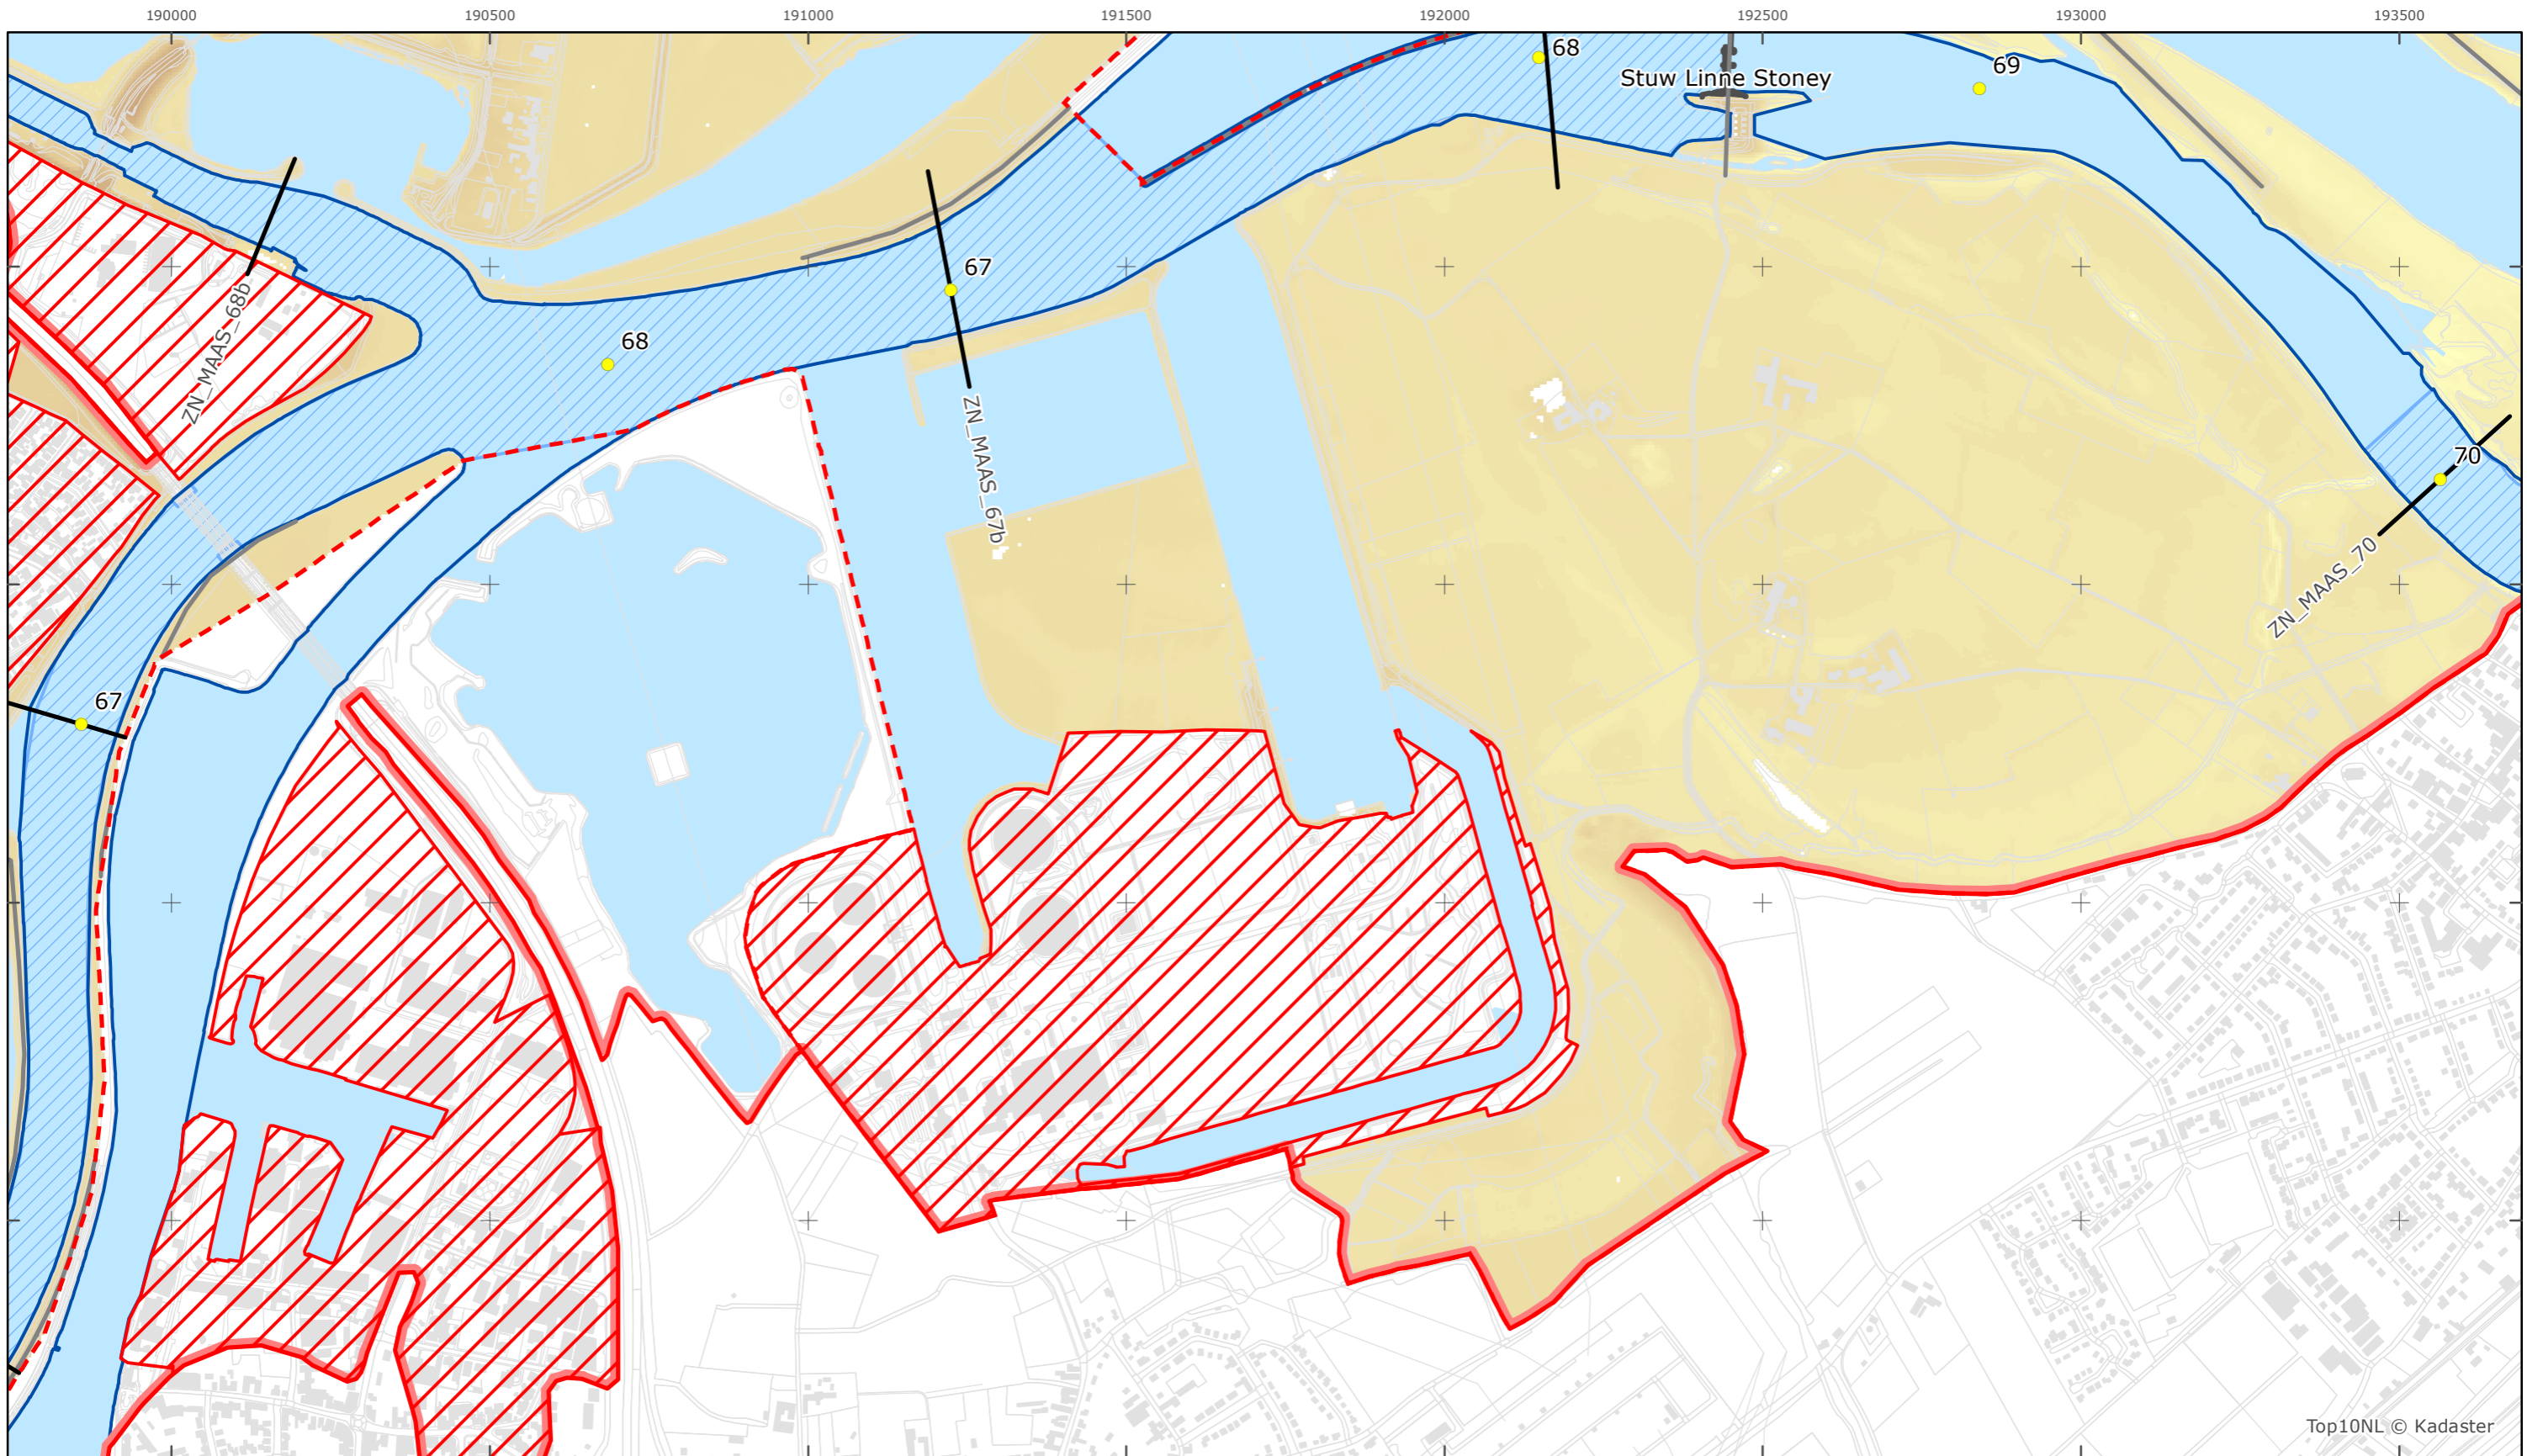 190000 190500 191000 191500 192000 192500 193000 193500
68
69
Stuw Linne Stoney
67
68
ZN_MAAS_68b
ZN_MAAS_67b
70
ZN_MAAS_70
67
Top10NL © Kadaster